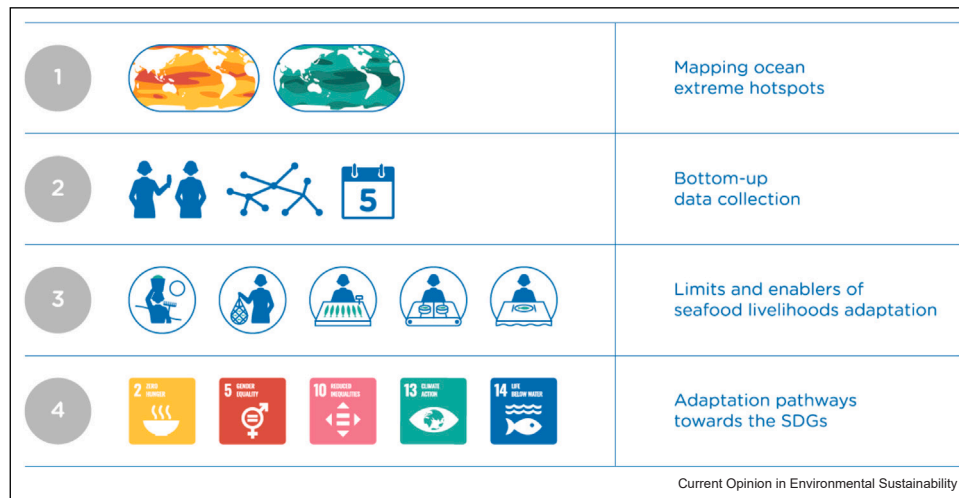 1
Mapping ocean
extreme hotspots
2
5
Bottom-up
data collection
3
Limits and enablers of
seafood livelihoods adaptation
4
2 ZERO
HUNGER
5 GENDER
EQUALITY
10 REDUCED
INEQUALITIES
13 CLIMATE
ACTION
14 LIFE
BELOW WATER
Adaptation pathways
towards the SDGs
Current Opinion in Environmental Sustainability